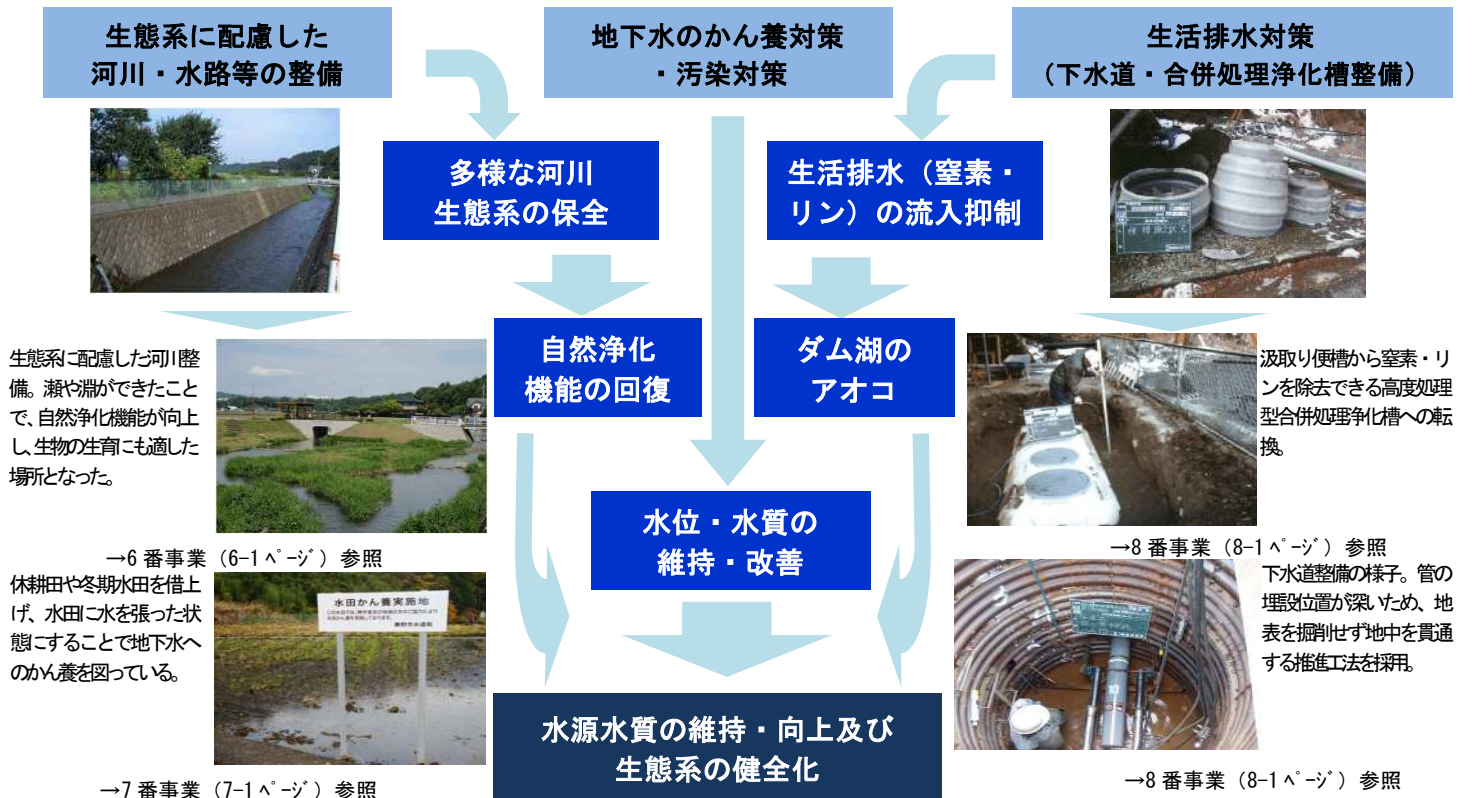 生態系に配慮した
河川・水路等の整備
地下水のかん養対策
・汚染対策
生活排水対策
（下水道・合併処理浄化槽整備）
多様な河川
生態系の保全
生活排水（窒素・
リン）の流入抑制
自然浄化
機能の回復
ダム湖の
アオコ
水位・水質の
維持・改善
水源水質の維持・向上及び
生態系の健全化
生態系に配慮した河川整
備。瀬や淵ができたこと
で、自然浄化機能が向上
し、生物の生育にも適した
場所となった。
→6 番事業（6-1 ﾍﾟｰｼﾞ）参照
休耕田や冬期水田を借上
げ、水田に水を張った状
態にすることで地下水へ
のかん養を図っている。
水田かん養実施地
→7 番事業（7-1 ﾍﾟｰｼﾞ）参照
汲取り便槽から窒素・リ
ンを除去できる高度処理
型合併処理浄化槽への転
換。
→8 番事業（8-1 ﾍﾟｰｼﾞ）参照
下水道整備の様子。管の
埋設位置が深いため、地
表を掘削せず地中を貫通
する推進工法を採用。
→8 番事業（8-1 ﾍﾟｰｼﾞ）参照